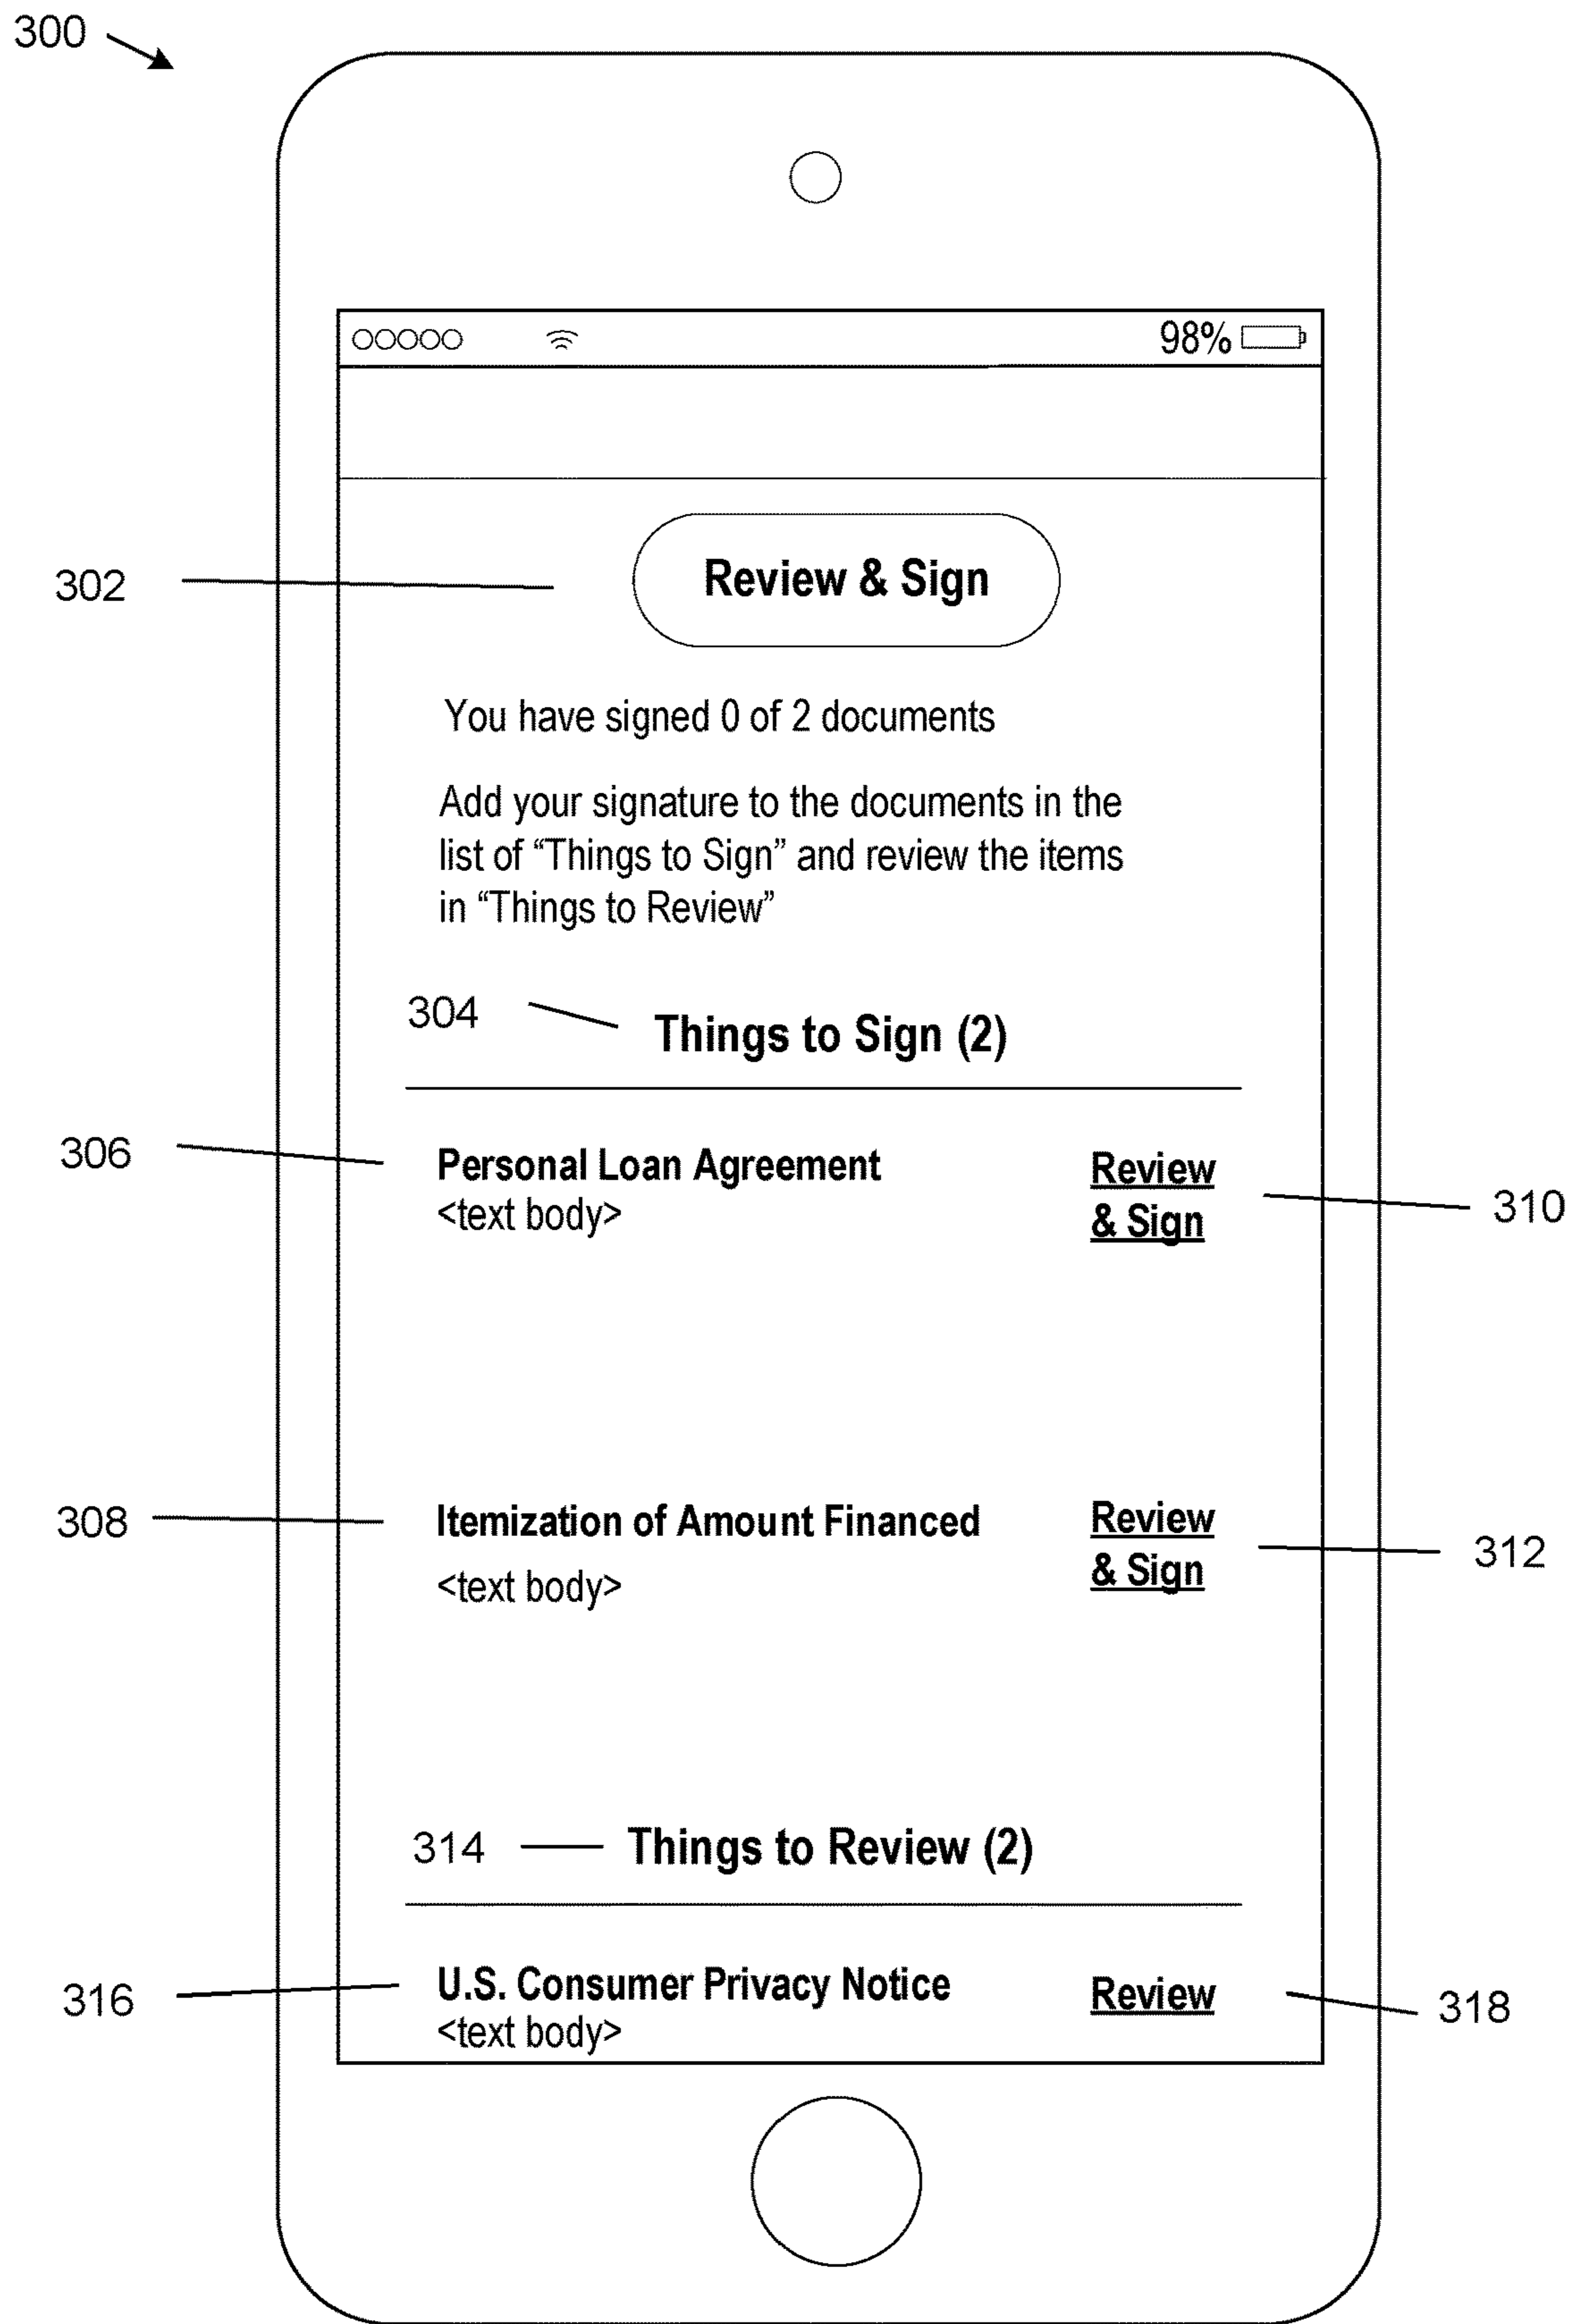 300
98%
302
Review & Sign
You have signed 0 of 2 documents
Add your signature to the documents in the
list of “Things to Sign” and review the items
in “Things to Review”
304
Things to Sign (2)
306
Personal Loan Agreement
<text body>
Review
& Sign
310
308
Itemization of Amount Financed
<text body>
Review
& Sign
312
314
Things to Review (2)
316
U.S. Consumer Privacy Notice
<text body>
Review
318